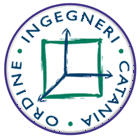 ORDINE • INGEGNERI • CATANIA •